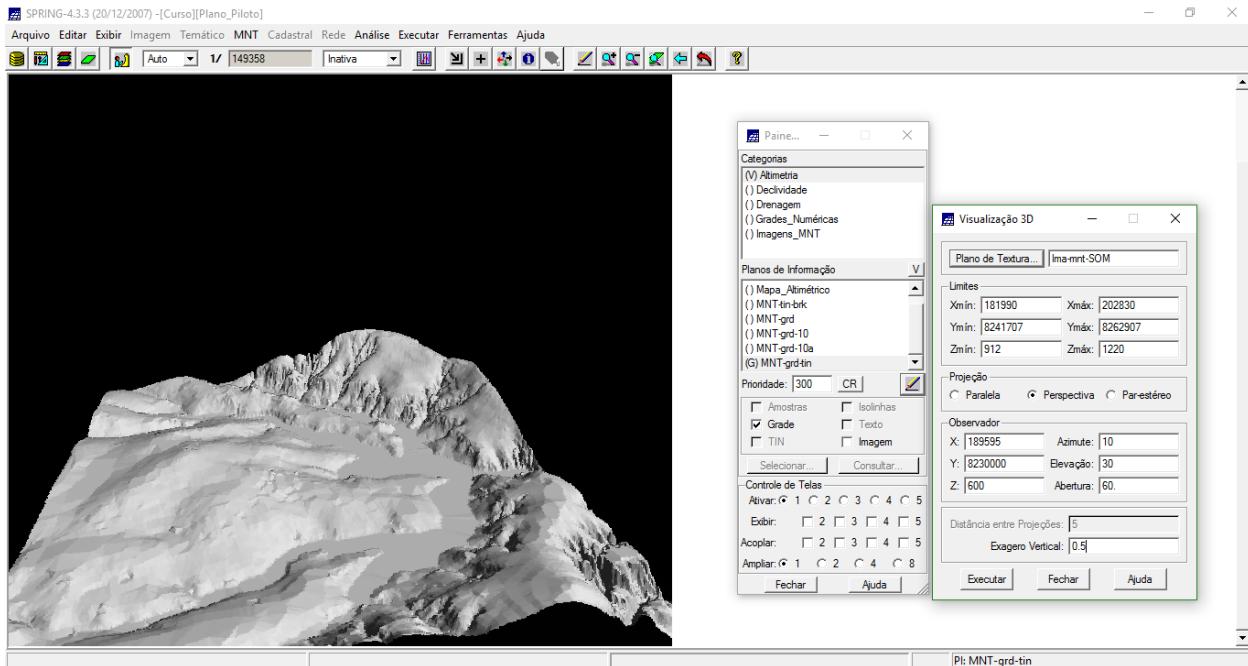 SPRING-4.3.3 (20/12/2007) -[Curso][Plano_Piloto]
Arquivo Editar Exibir Imagem Temático MNT Cadastral Rede Análise Executar Ferramentas Ajuda
Auto 1/ 149358 Inativa
Paine...
Categorias
(V) Altimetria
( ) Declividade
( ) Drenagem
( ) Grades_Numéricas
( ) Imagens_MNT
Planos de Informação V
( ) Mapa_Altimétrico
( ) MNT-tin-brk
( ) MNT-grd
( ) MNT-grd-10
( ) MNT-grd-10a
(G) MNT-grd-tin
Prioridade: 300 CR
Amostras Isolinhas
Grade Texto
TIN Imagem
Selecionar... Consultar...
Controle de Telas
Ativar: 1 2 3 4 5
Exibir: 2 3 4 5
Acoplar: 2 3 4 5
Ampliar: 1 2 4 8
Fechar Ajuda
Visualização 3D
Plano de Textura... Ima-mnt-SOM
Limites
Xmín: 181990 Xmáx: 202830
Ymín: 8241707 Ymáx: 8262907
Zmín: 912 Zmáx: 1220
Projeção
Paralela Perspectiva Par-estéreo
Observador
X: 189595 Azimute: 10
Y: 8230000 Elevação: 30
Z: 600 Abertura: 60.
Distância entre Projeções: 5
Exagero Vertical: 0.5
Executar Fechar Ajuda
PI: MNT-grd-tin